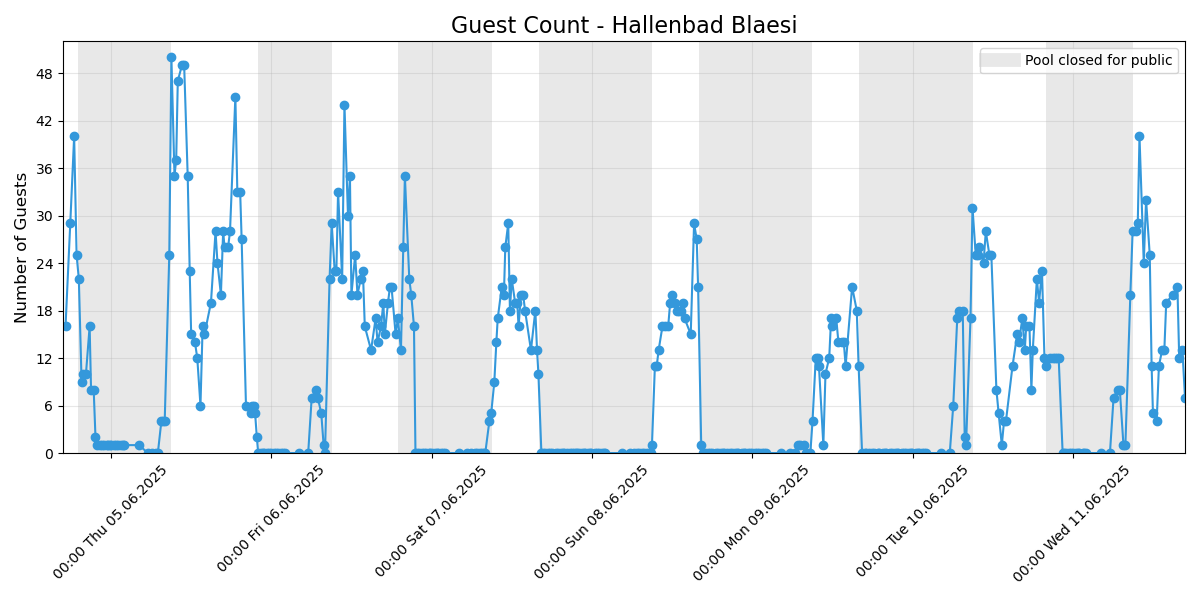 Guest Count - Hallenbad Blaesi
Pool closed for public
Number of Guests
48
42
36
30
24
18
12
6
0
00:00 Thu 05.06.2025
00:00 Fri 06.06.2025
00:00 Sat 07.06.2025
00:00 Sun 08.06.2025
00:00 Mon 09.06.2025
00:00 Tue 10.06.2025
00:00 Wed 11.06.2025